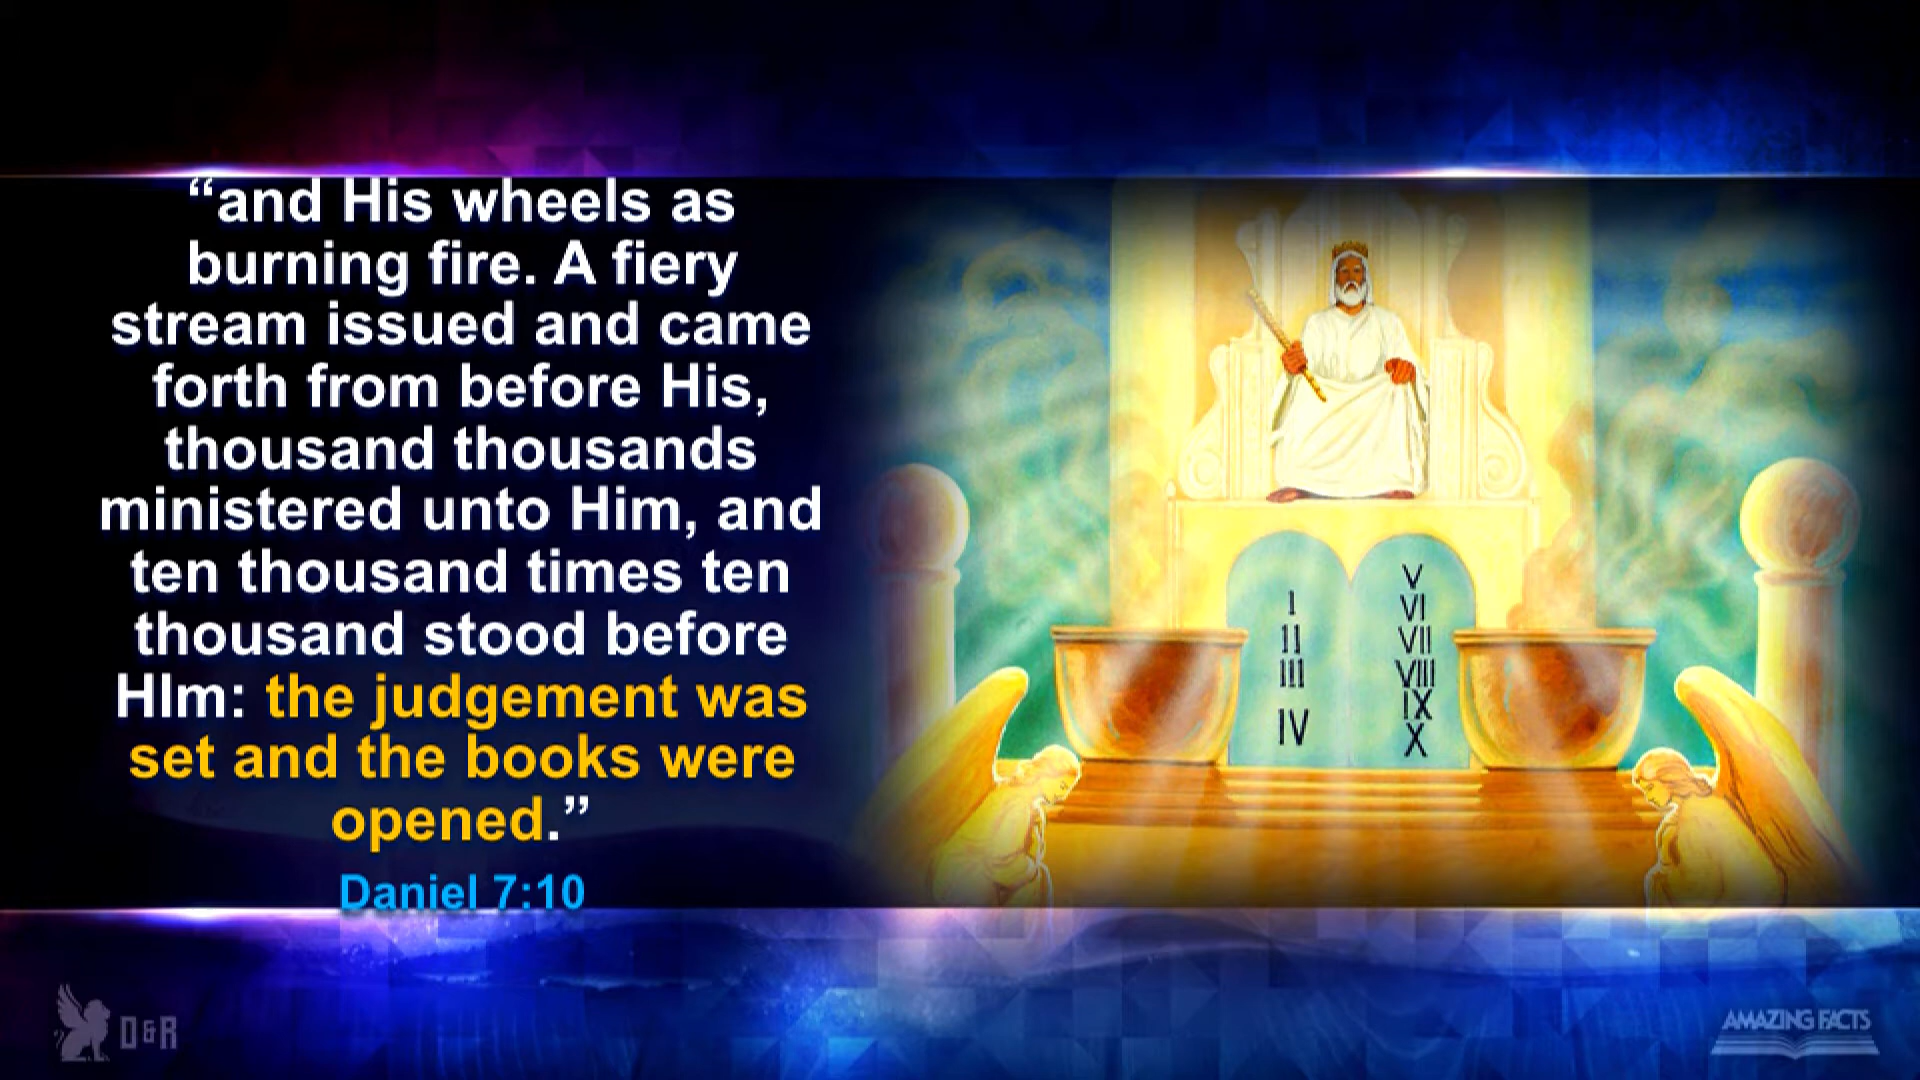 “and His wheels as
burning fire. A fiery
stream issued and came
forth from before His,
thousand thousands
ministered unto Him, and
ten thousand times ten
thousand stood before
HIm: the judgement was
set and the books were
opened.”
Daniel 7:10
I
11
III
IV
V
VI
VII
VIII
IX
X
D&R
AMAZING FACTS